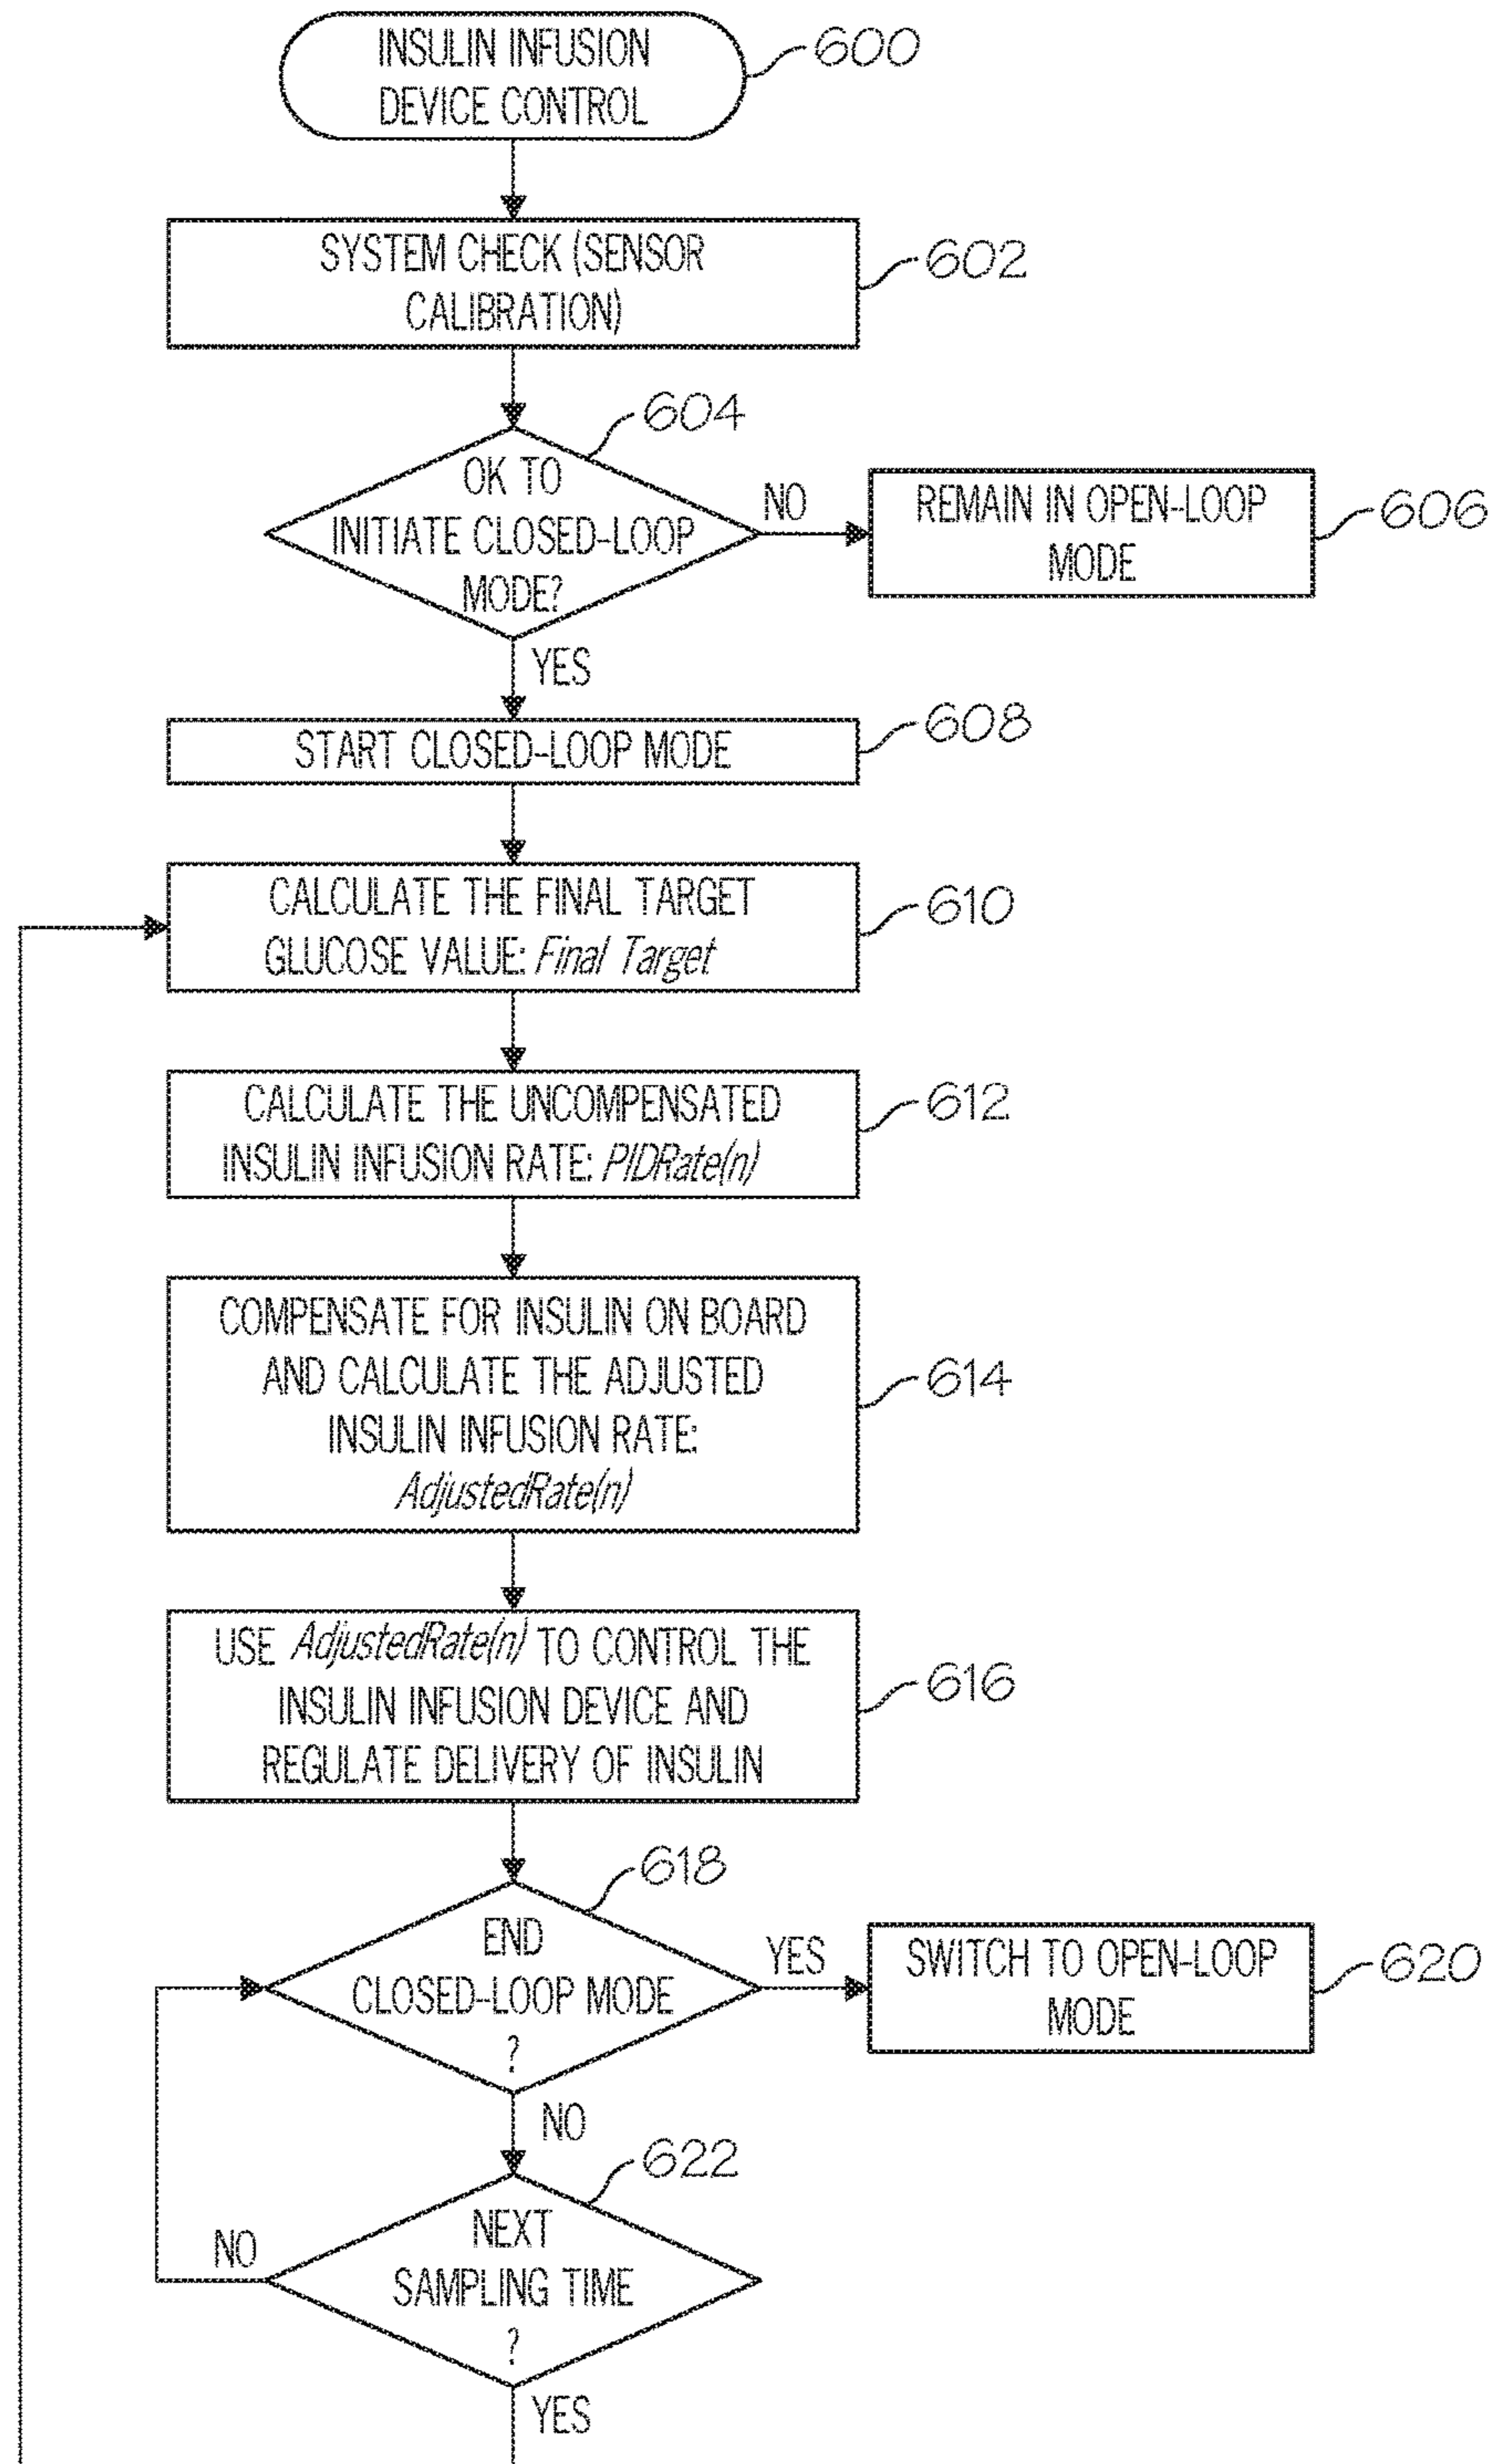 INSULIN INFUSION
DEVICE CONTROL
600
SYSTEM CHECK (SENSOR
CALIBRATION)
602
604
OK TO
INITIATE CLOSED-LOOP
MODE?
NO
REMAIN IN OPEN-LOOP
MODE
606
YES
START CLOSED-LOOP MODE
608
CALCULATE THE FINAL TARGET
GLUCOSE VALUE: Final Target
610
CALCULATE THE UNCOMPENSATED
INSULIN INFUSION RATE: PIDRate(n)
612
COMPENSATE FOR INSULIN ON BOARD
AND CALCULATE THE ADJUSTED
INSULIN INFUSION RATE:
AdjustedRate(n)
614
USE AdjustedRate(n) TO CONTROL THE
INSULIN INFUSION DEVICE AND
REGULATE DELIVERY OF INSULIN
616
618
END
CLOSED-LOOP MODE
?
YES
SWITCH TO OPEN-LOOP
MODE
620
NO
622
NEXT
SAMPLING TIME
?
NO
YES